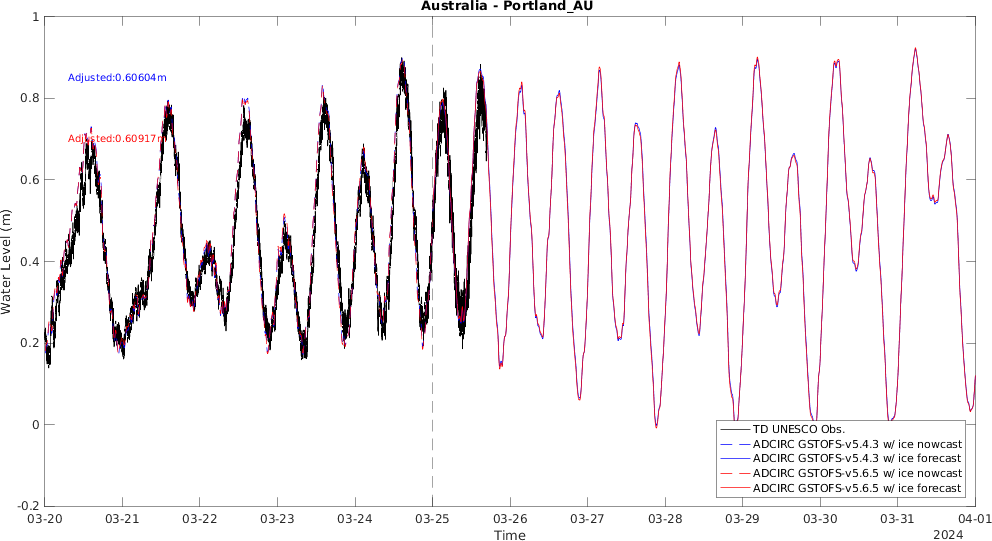 Australia - Portland_AU
1
0.8
0.6
0.4
0.2
0
-0.2
Water Level (m)
Adjusted:0.60604m
Adjusted:0.60917m
TD UNESCO Obs.
ADCIRC GSTOFS-v5.4.3 w/ ice nowcast
ADCIRC GSTOFS-v5.4.3 w/ ice forecast
ADCIRC GSTOFS-v5.6.5 w/ ice nowcast
ADCIRC GSTOFS-v5.6.5 w/ ice forecast
03-20 03-21 03-22 03-23 03-24 03-25 03-26 03-27 03-28 03-29 03-30 03-31 04-01
Time
2024